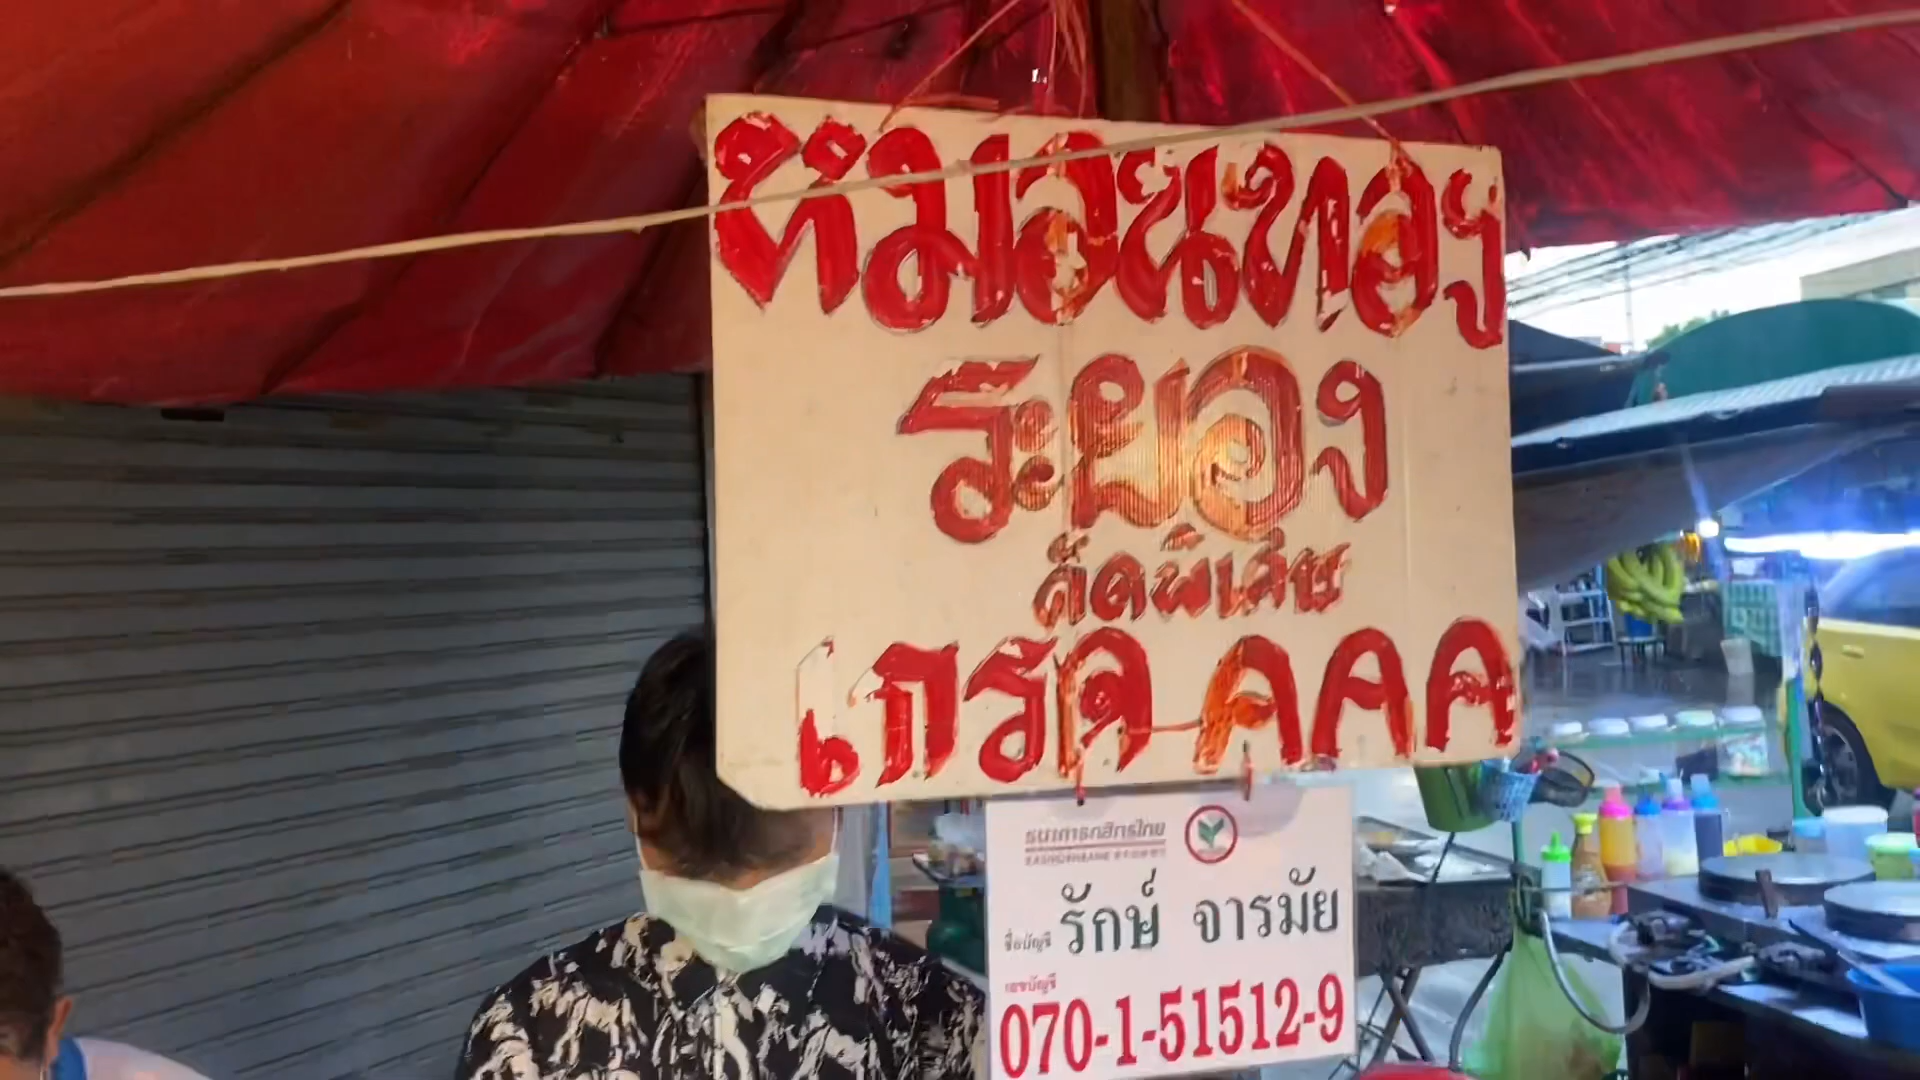 หมอนทอง
ระยอง
คัดพิเศษ
เกรด AAA
ธนาคารกสิกรไทย
ชื่อบัญชี รักษ์ จารมัย
เลขบัญชี
070-1-51512-9